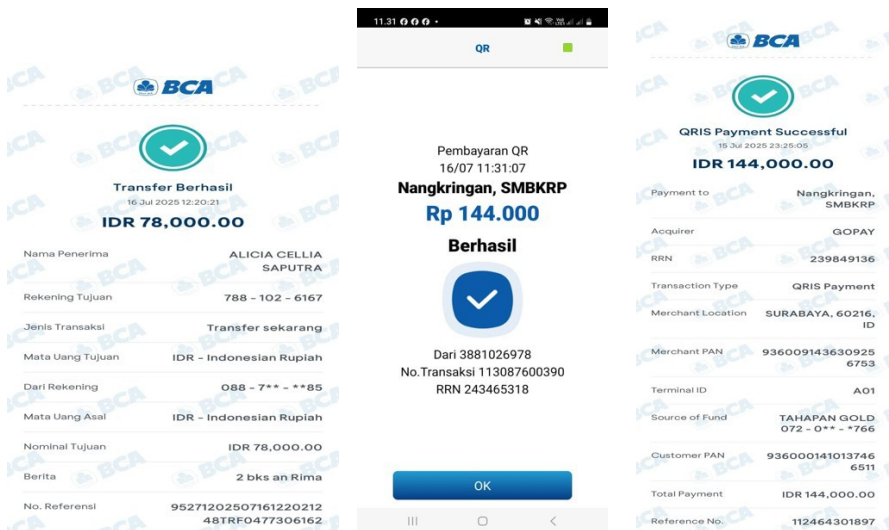 BCA
Transfer Berhasil
16 Jul 2025 12:20:21
IDR 78,000.00
Nama Penerima ALICIA CELLIA
SAPUTRA
Rekening Tujuan 788 - 102 - 6167
Jenis Transaksi Transfer sekarang
Mata Uang Tujuan IDR - Indonesian Rupiah
Dari Rekening 088 - 7** - **85
Mata Uang Asal IDR - Indonesian Rupiah
Nominal Tujuan IDR 78,000.00
Berita 2 bks an Rima
No. Referensi 95271202507161220212
48TRF0477306162
11.31
QR
Pembayaran QR
16/07 11:31:07
Nangkringan, SMBKRP
Rp 144.000
Berhasil
Dari 3881026978
No.Transaksi 113087600390
RRN 243465318
OK
BCA
QRIS Payment Successful
15 Jul 2025 23:25:05
IDR 144,000.00
Payment to Nangkringan,
SMBKRP
Acquirer GOPAY
RRN 239849136
Transaction Type QRIS Payment
Merchant Location SURABAYA, 60216,
ID
Merchant PAN 936009143630925
6753
Terminal ID A01
Source of Fund TAHAPAN GOLD
072 - 0** - *766
Customer PAN 936000141013746
6511
Total Payment IDR 144,000.00
Reference No. 112464301897